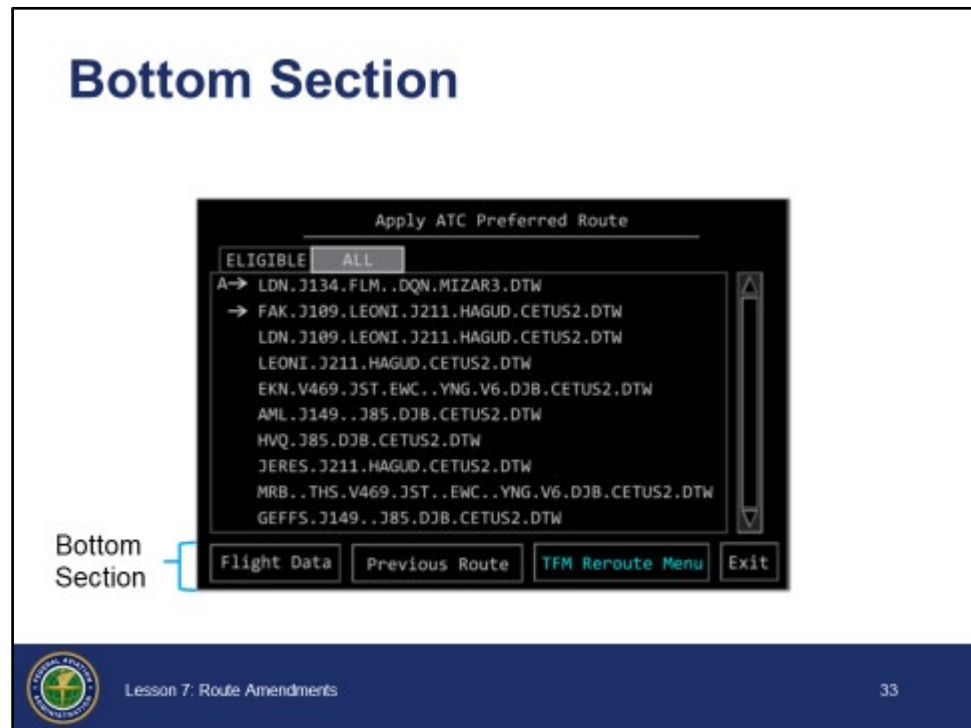 Bottom Section
Apply ATC Preferred Route
ELIGIBLE ALL
A→ LDN.J134.FLM..DQN.MIZAR3.DTW
→ FAK.J109.LEONI.J211.HAGUD.CETUS2.DTW
LDN.J109.LEONI.J211.HAGUD.CETUS2.DTW
LEONI.J211.HAGUD.CETUS2.DTW
EKN.V469.JST.EWC..YNG.V6.DJB.CETUS2.DTW
AML.J149..J85.DJB.CETUS2.DTW
HVQ.J85.DJB.CETUS2.DTW
JERES.J211.HAGUD.CETUS2.DTW
MRB..THS.V469.JST..EWC..YNG.V6.DJB.CETUS2.DTW
GEFFS.J149..J85.DJB.CETUS2.DTW
Bottom
Section
Flight Data Previous Route TFM Reroute Menu Exit
FEDERAL AVIATION
ADMINISTRATION
Lesson 7: Route Amendments
33